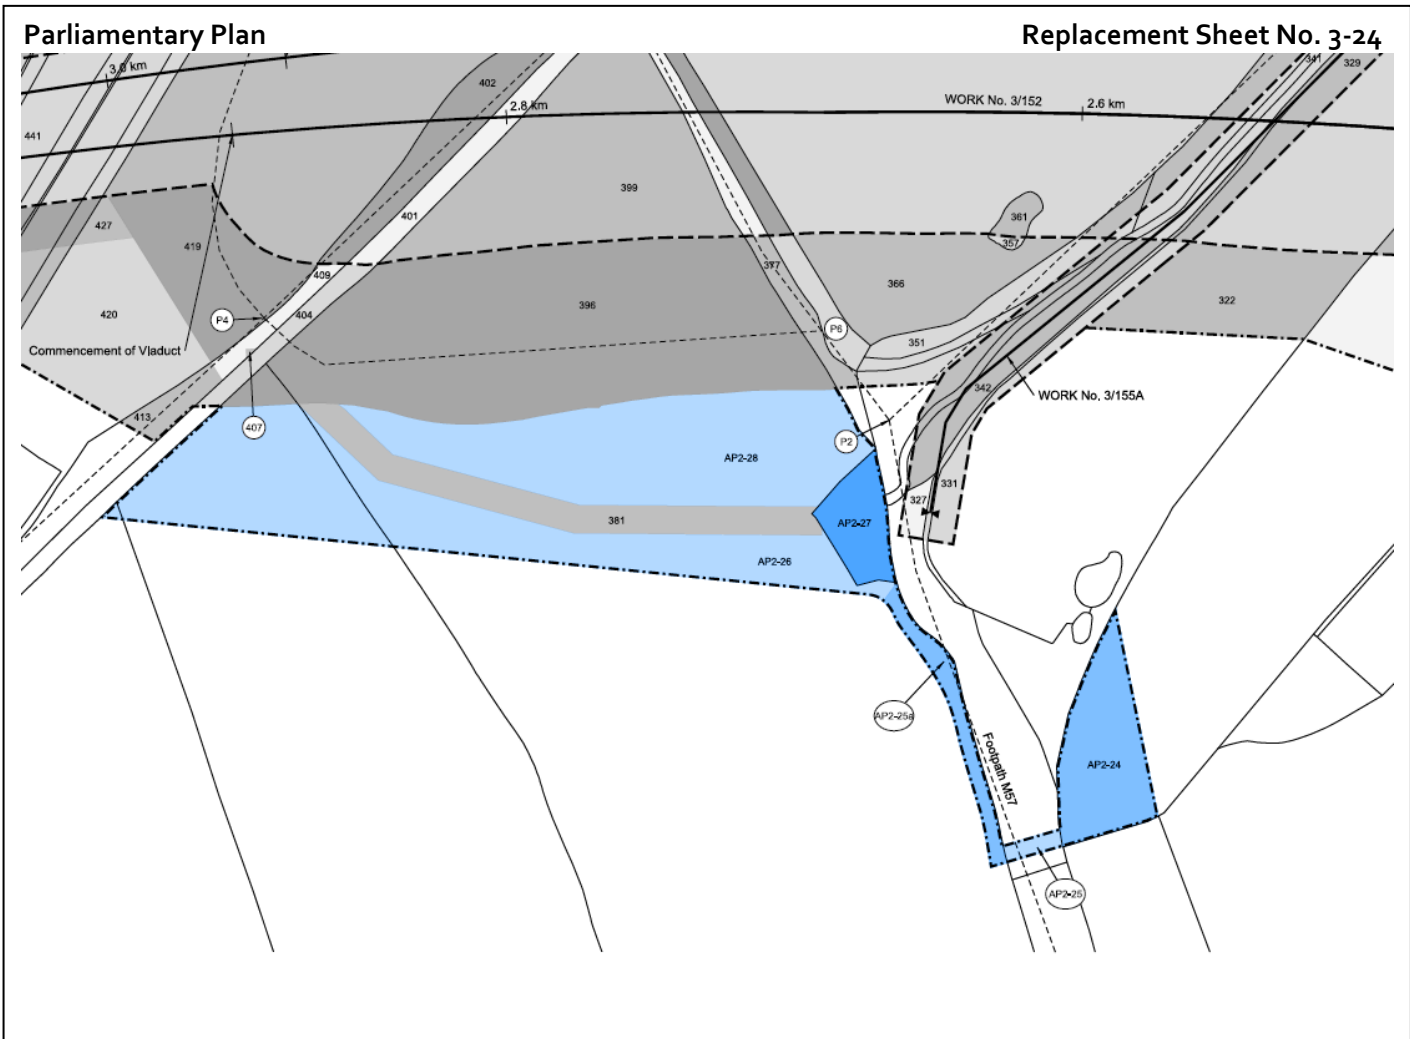 Parliamentary Plan
Replacement Sheet No. 3-24
3.0 km
402
2.8 km
WORK No. 3/152
2.6 km
341
329
441
399
401
361
357
427
419
409
377
366
396
322
420
P4
404
P6
351
Commencement of Viaduct
342
WORK No. 3/155A
413
407
P2
AP2-28
331
327
381
AP2-27
AP2-26
AP2-25a
Footpath M57
AP2-24
AP2-25